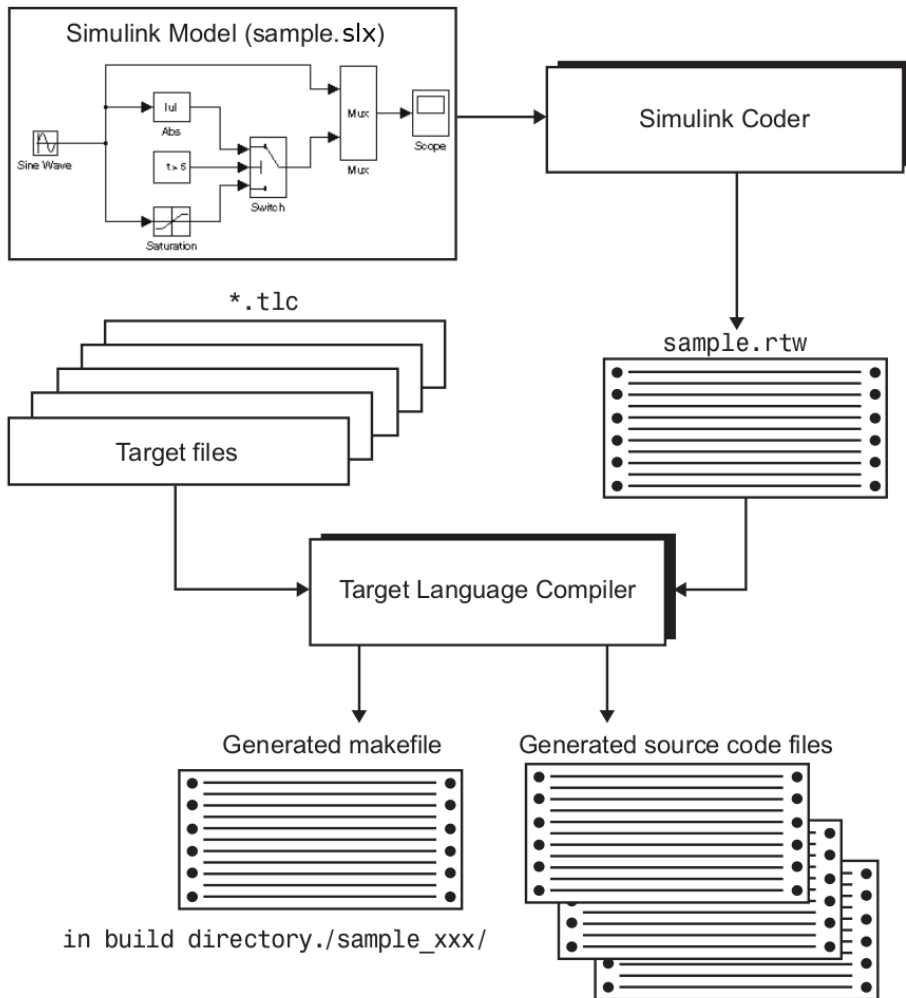 Simulink Model (sample.slx)
Sine Wave
|u|
Abs
t > 5
Saturation
Switch
Mux
Mux
Scope
Simulink Coder
*.tlc
Target files
sample.rtw
Target Language Compiler
Generated makefile
Generated source code files
in build directory./sample_xxx/